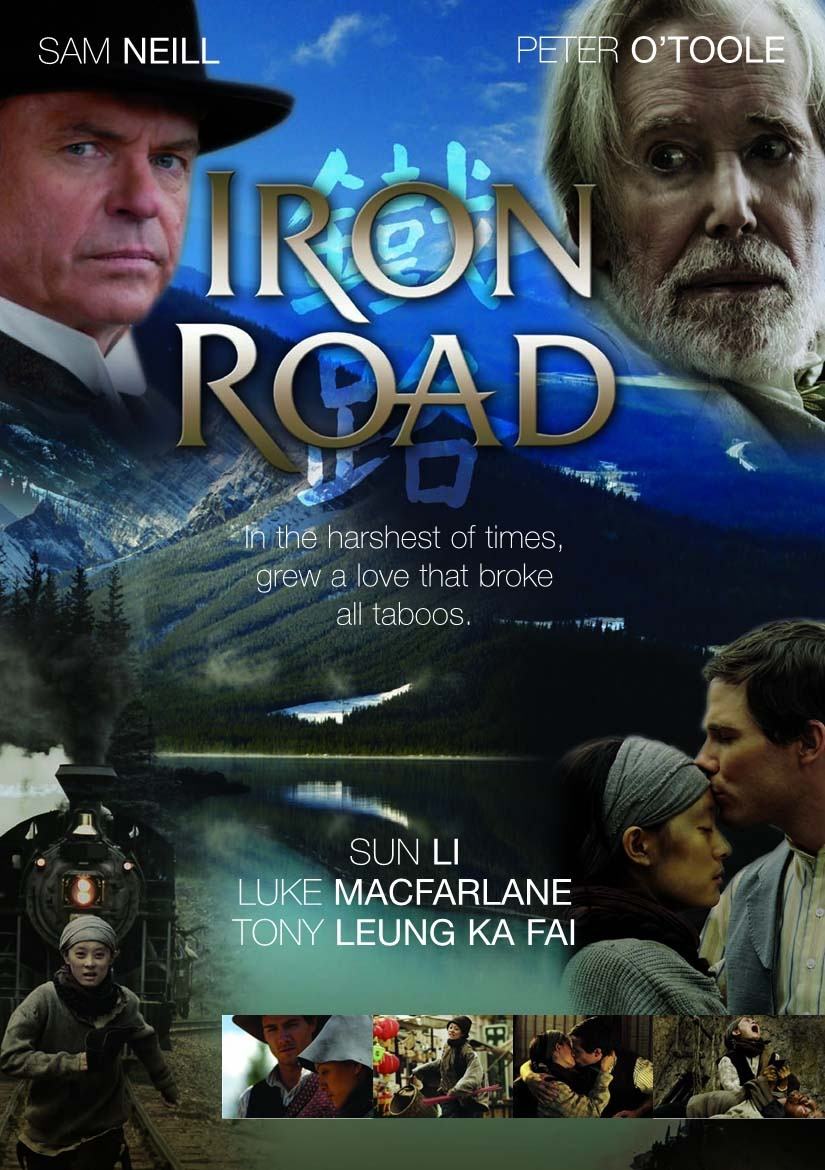 SAM NEILL
PETER O'TOOLE
IRON
ROAD
鐵
路
In the harshest of times,
grew a love that broke
all taboos.
SUN LI
LUKE MACFARLANE
TONY LEUNG KA FAI